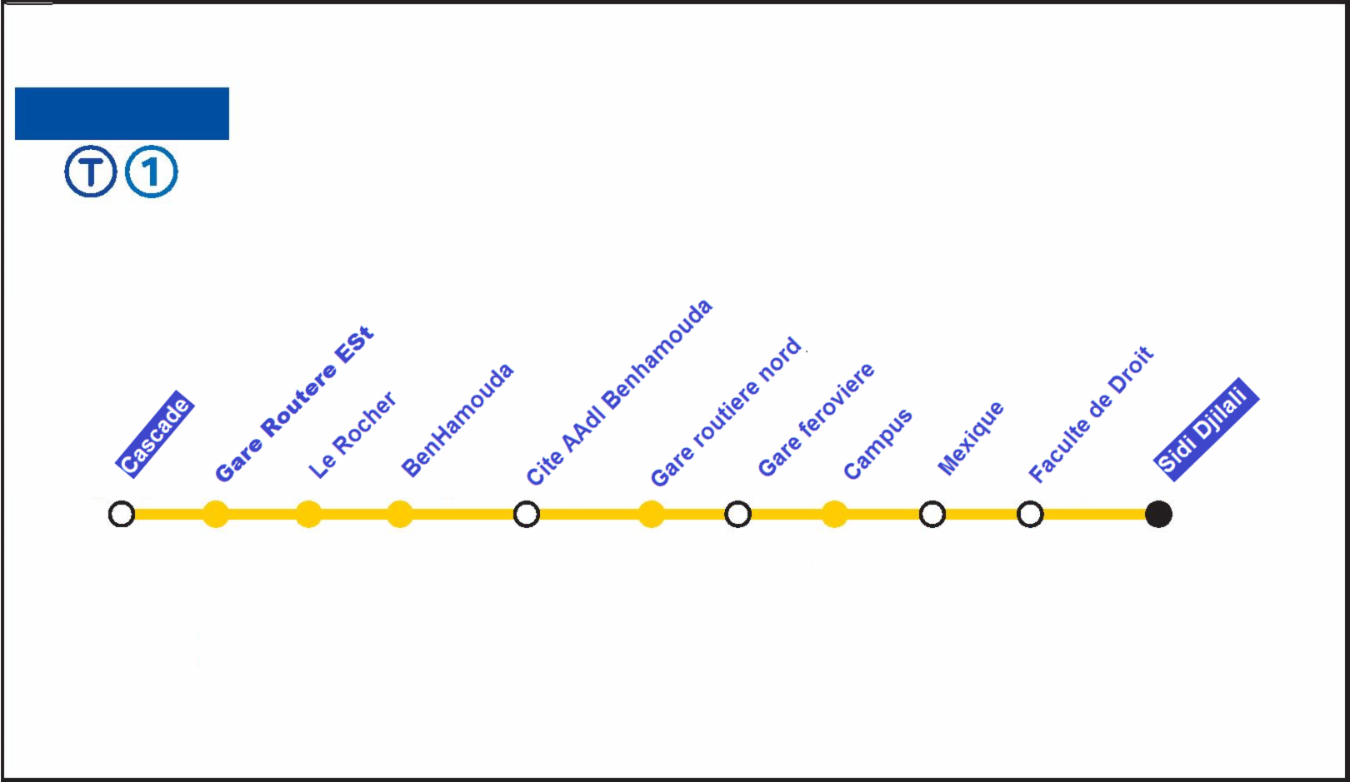 T 1
Cascade
Gare Routere ESt
Le Rocher
BenHamouda
Cite AAdl Benhamouda
Gare routiere nord
Gare feroviere
Campus
Mexique
Faculte de Droit
Sidi Djilali